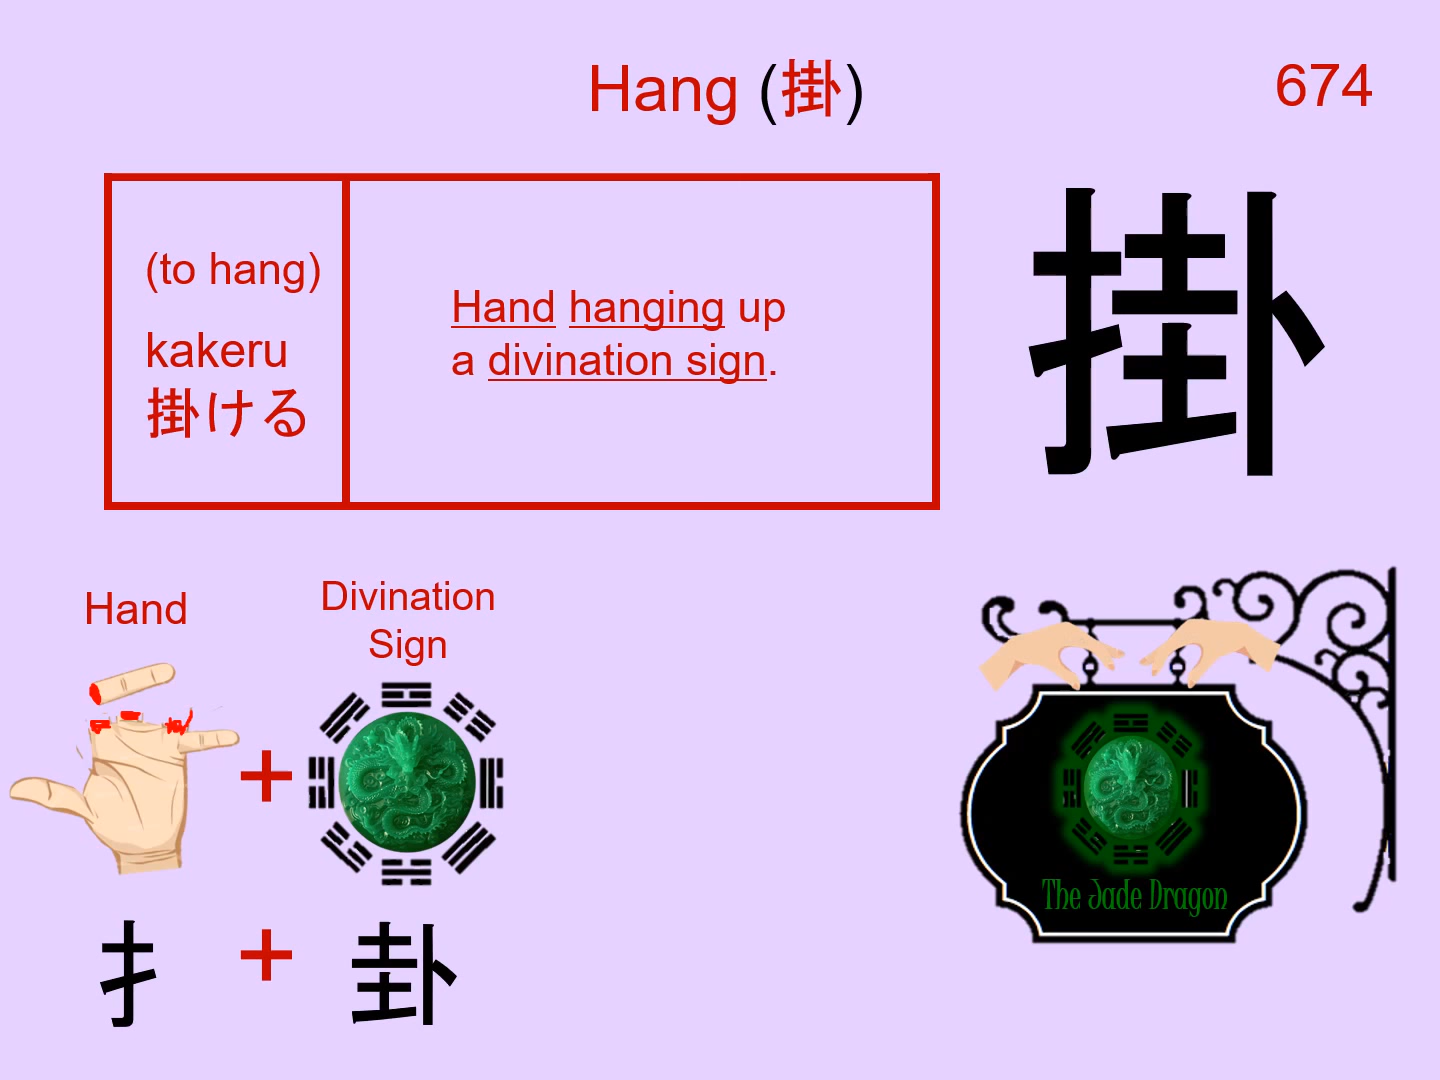 Hang (掛)
674
(to hang)
kakeru
掛ける
Hand hanging up
a divination sign.
掛
Hand
Divination
Sign
+
扌 + 卦
The Jade Dragon